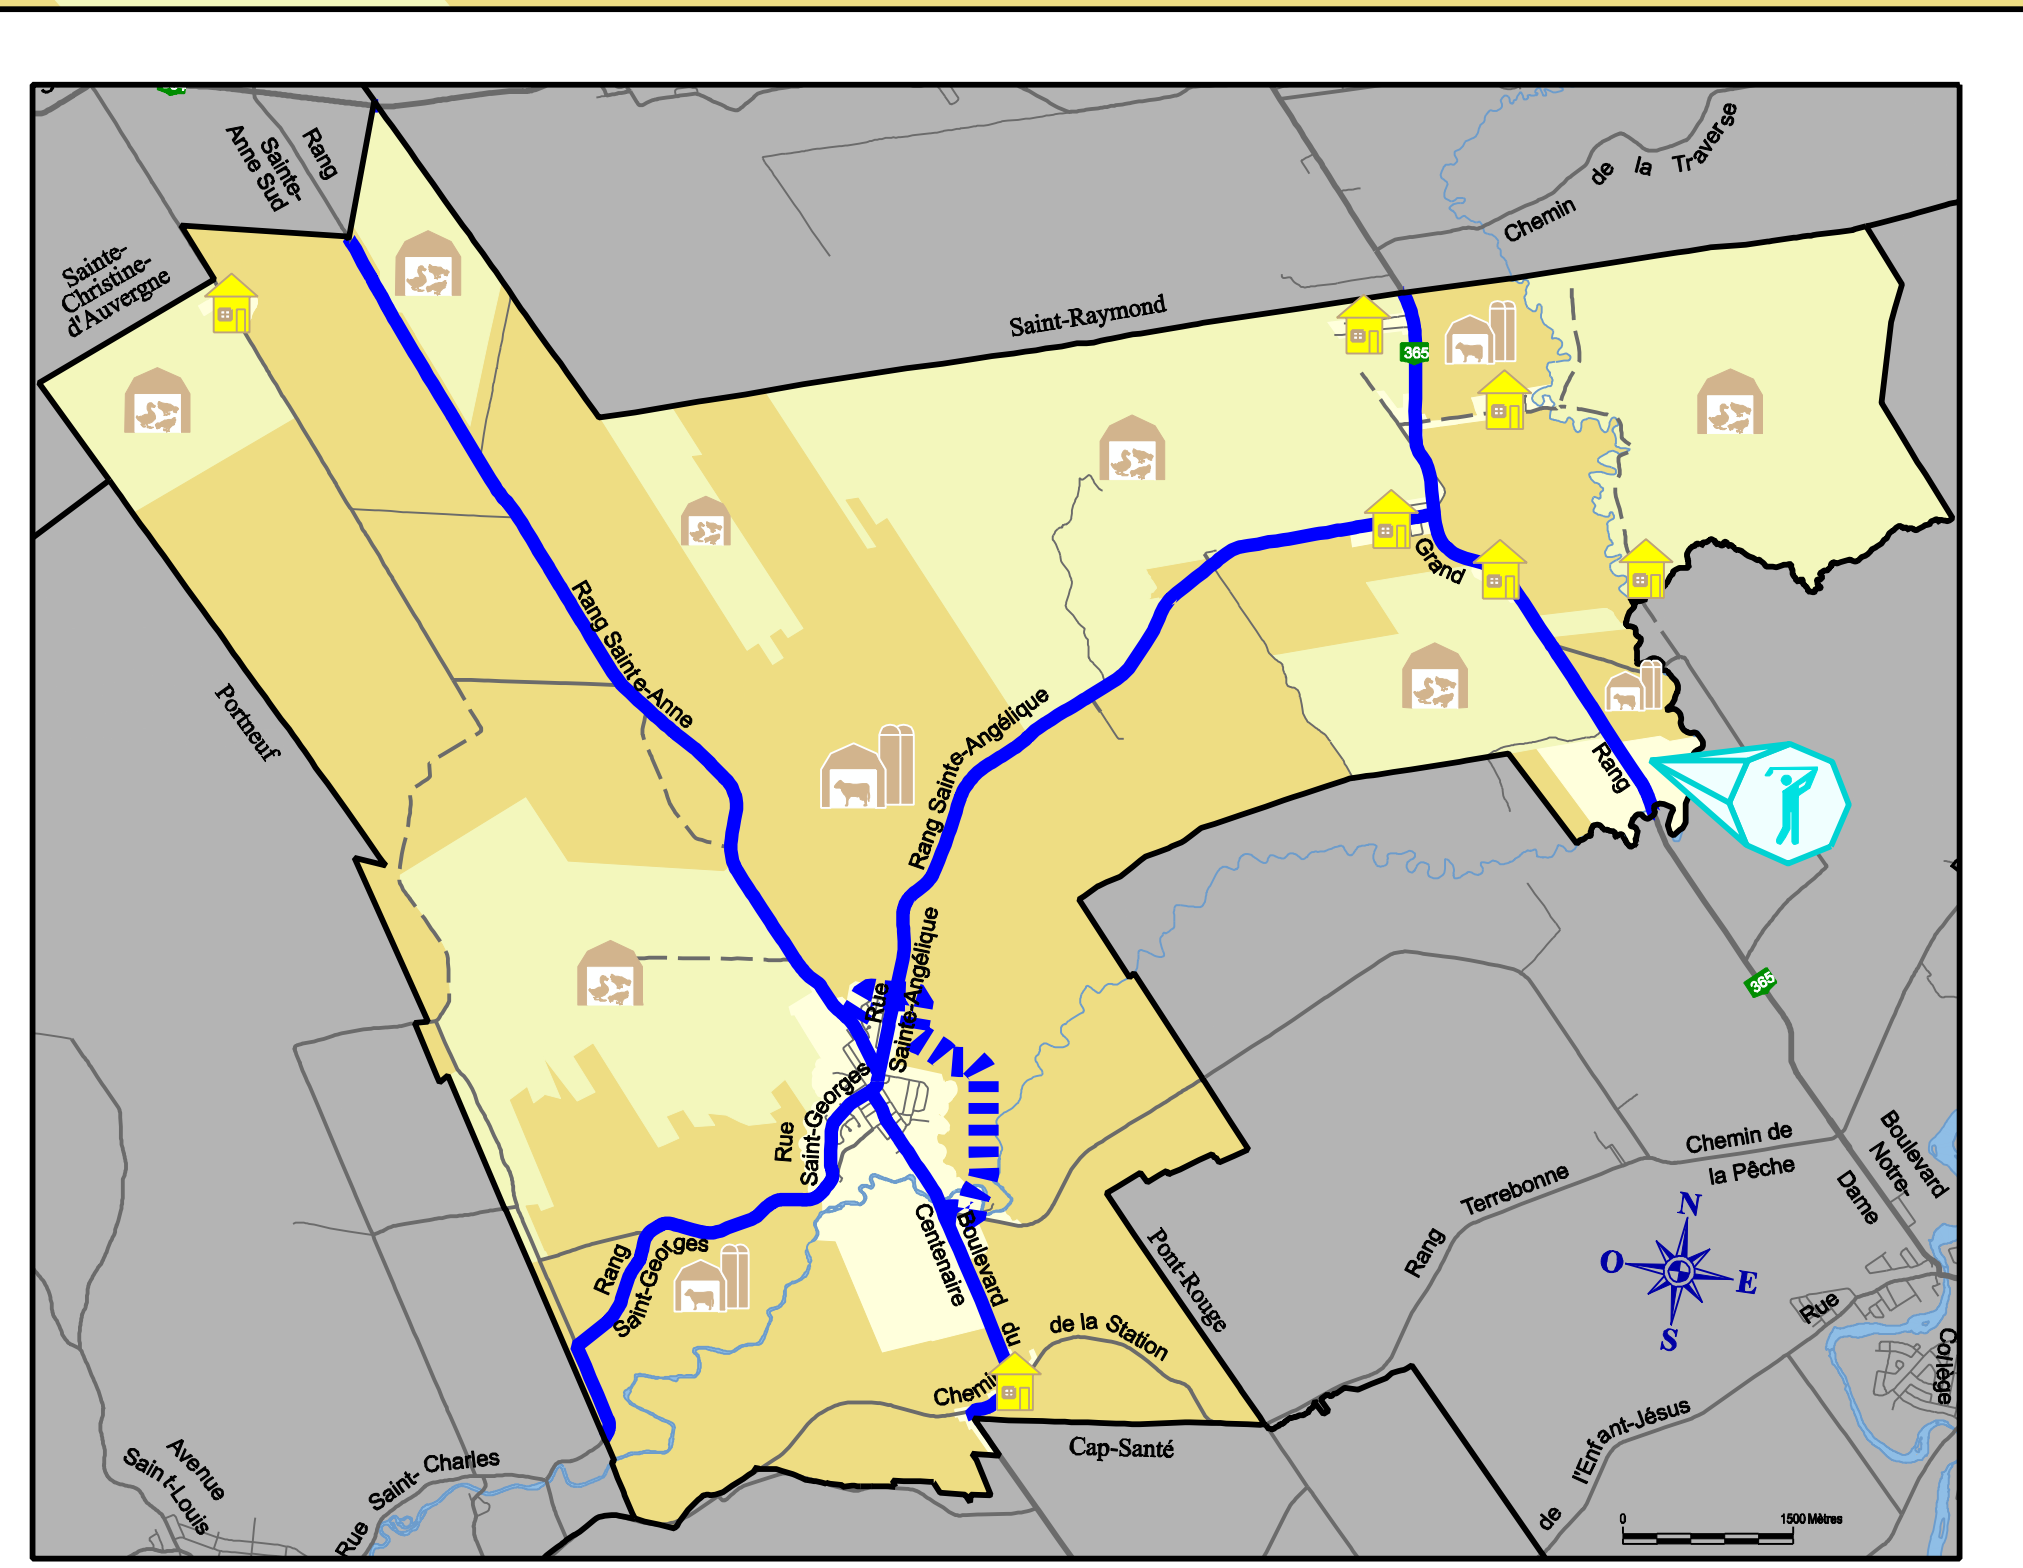 Rang
Sainte-
Anne Sud
Sainte-
Christine-
d'Auvergne
Saint-Raymond
Chemin
de
la
Traverse
365
Grand
Rang
Rang Sainte-Anne
Rang Sainte-Angélique
Portneuf
Rue
Sainte-Angélique
Rue
Saint-Georges
Rang
Saint-Georges
Boulevard
du
Centenaire
Chemin
de la Station
Pont-Rouge
Cap-Santé
365
Chemin de
la Pêche
Terrebonne
Rang
Boulevard
Notre-
Dame
N
O
E
S
Rue
Collège
de
l'Enfant-Jésus
Avenue
Saint-Louis
Rue
Saint-Charles
0
1500 Mètres